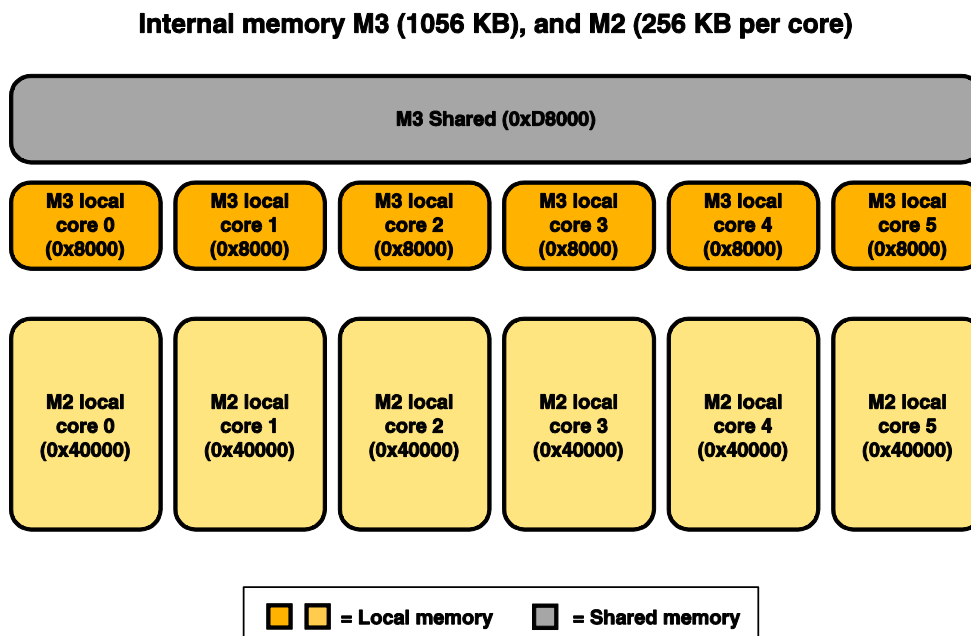 Internal memory M3 (1056 KB), and M2 (256 KB per core)
M3 Shared (0xD8000)
M3 local
core 0
(0x8000)
M3 local
core 1
(0x8000)
M3 local
core 2
(0x8000)
M3 local
core 3
(0x8000)
M3 local
core 4
(0x8000)
M3 local
core 5
(0x8000)
M2 local
core 0
(0x40000)
M2 local
core 1
(0x40000)
M2 local
core 2
(0x40000)
M2 local
core 3
(0x40000)
M2 local
core 4
(0x40000)
M2 local
core 5
(0x40000)
= Local memory
= Shared memory